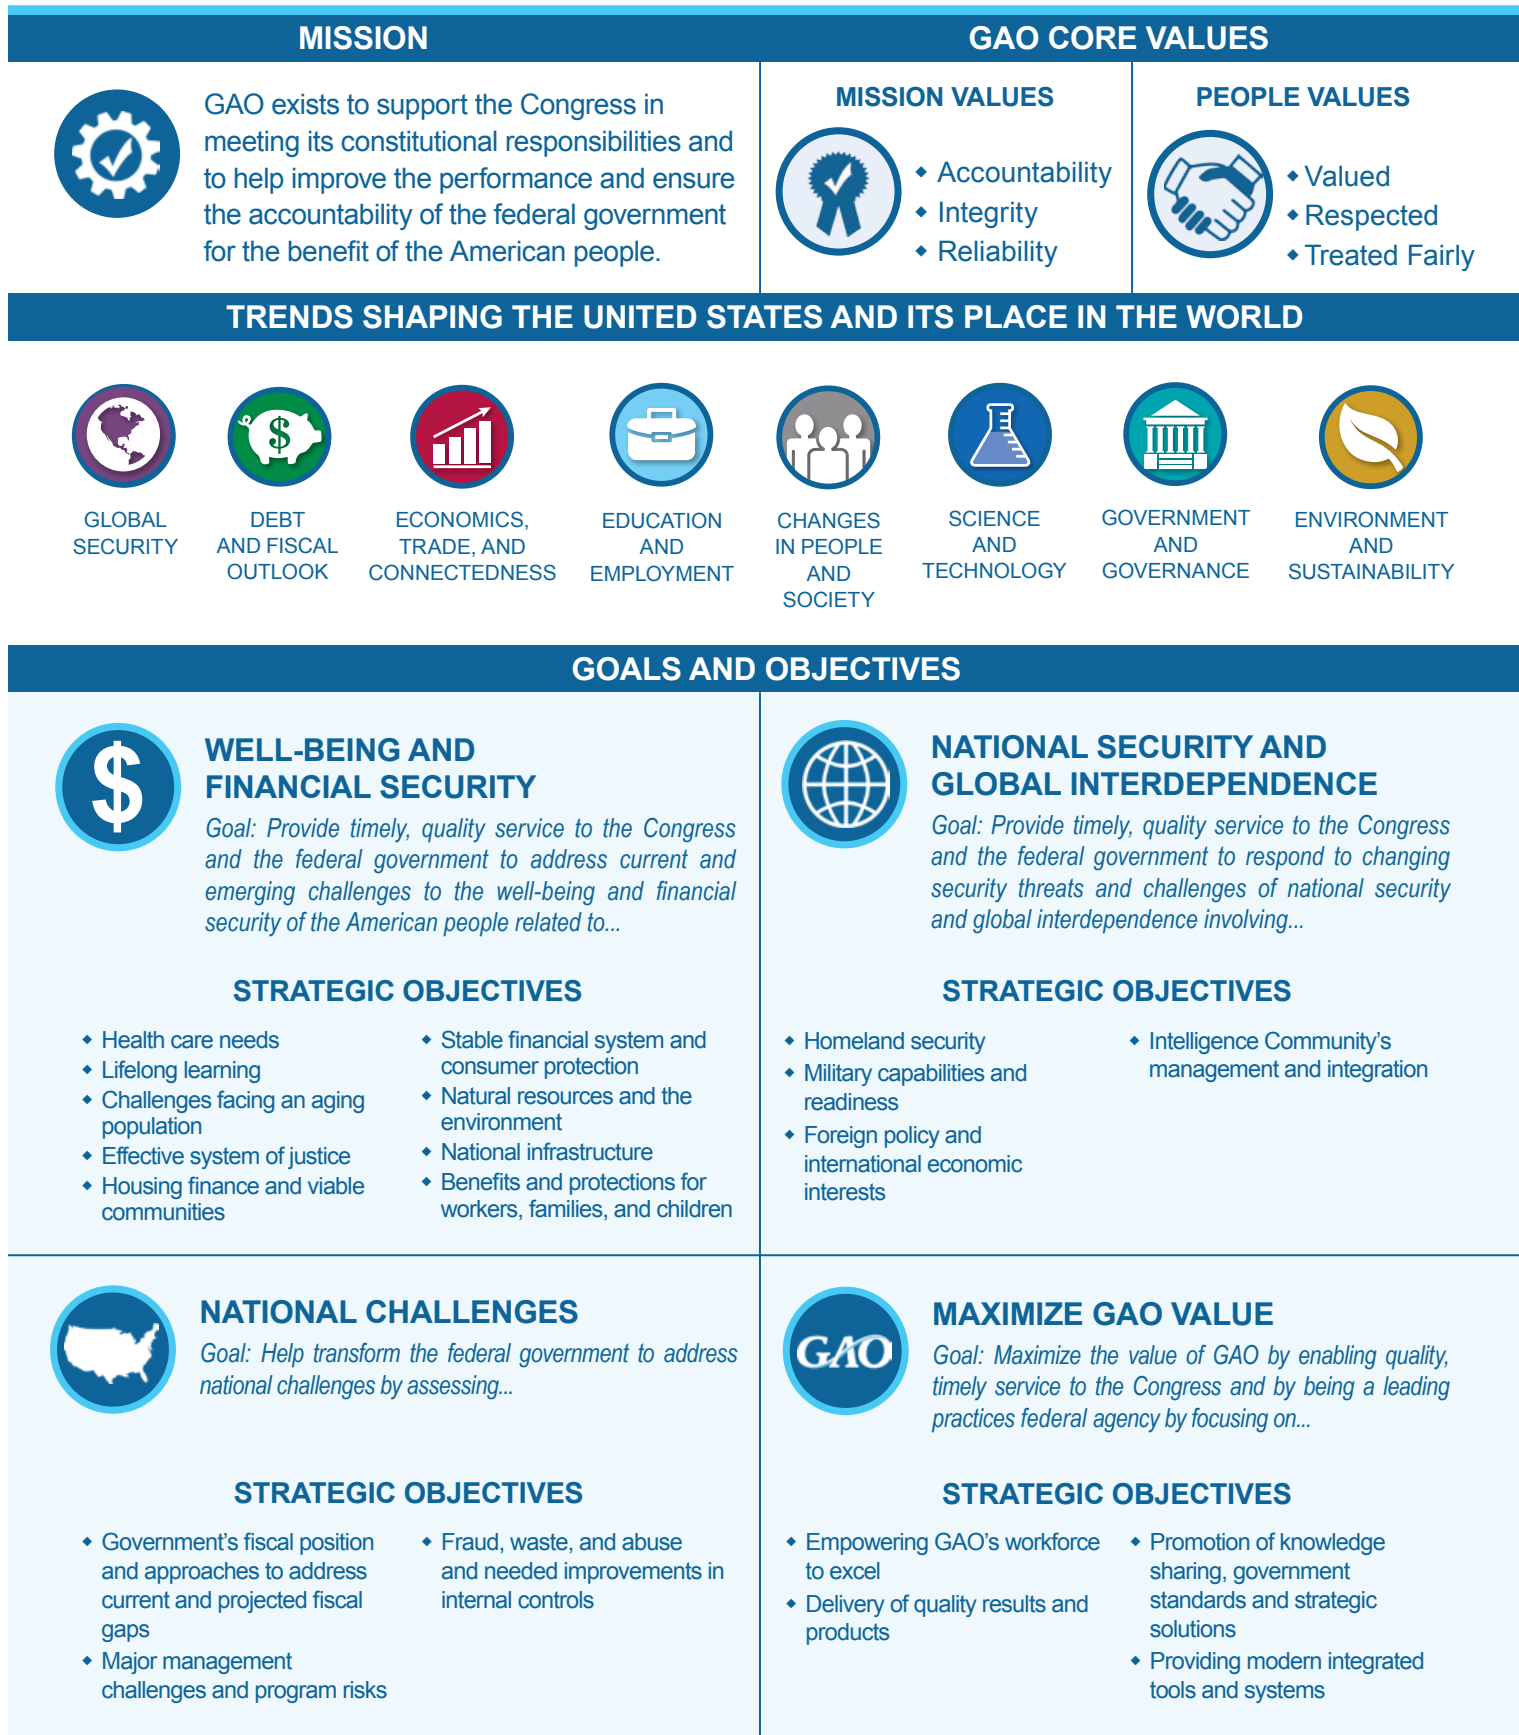 MISSION
GAO exists to support the Congress in
meeting its constitutional responsibilities and
to help improve the performance and ensure
the accountability of the federal government
for the benefit of the American people.
GAO CORE VALUES
MISSION VALUES
◆ Accountability
◆ Integrity
◆ Reliability
PEOPLE VALUES
◆ Valued
◆ Respected
◆ Treated Fairly
TRENDS SHAPING THE UNITED STATES AND ITS PLACE IN THE WORLD
GLOBAL
SECURITY
$
DEBT
AND FISCAL
OUTLOOK
ECONOMICS,
TRADE, AND
CONNECTEDNESS
EDUCATION
AND
EMPLOYMENT
CHANGES
IN PEOPLE
AND
SOCIETY
SCIENCE
AND
TECHNOLOGY
GOVERNMENT
AND
GOVERNANCE
ENVIRONMENT
AND
SUSTAINABILITY
GOALS AND OBJECTIVES
$
WELL-BEING AND
FINANCIAL SECURITY
Goal: Provide timely, quality service to the Congress
and the federal government to address current and
emerging challenges to the well-being and financial
security of the American people related to...
STRATEGIC OBJECTIVES
◆ Health care needs
◆ Lifelong learning
◆ Challenges facing an aging
population
◆ Effective system of justice
◆ Housing finance and viable
communities
◆ Stable financial system and
consumer protection
◆ Natural resources and the
environment
◆ National infrastructure
◆ Benefits and protections for
workers, families, and children
NATIONAL SECURITY AND
GLOBAL INTERDEPENDENCE
Goal: Provide timely, quality service to the Congress
and the federal government to respond to changing
security threats and challenges of national security
and global interdependence involving...
STRATEGIC OBJECTIVES
◆ Homeland security
◆ Military capabilities and
readiness
◆ Foreign policy and
international economic
interests
◆ Intelligence Community’s
management and integration
NATIONAL CHALLENGES
Goal: Help transform the federal government to address
national challenges by assessing...
STRATEGIC OBJECTIVES
◆ Government’s fiscal position
and approaches to address
current and projected fiscal
gaps
◆ Major management
challenges and program risks
◆ Fraud, waste, and abuse
and needed improvements in
internal controls
GAO
MAXIMIZE GAO VALUE
Goal: Maximize the value of GAO by enabling quality,
timely service to the Congress and by being a leading
practices federal agency by focusing on...
STRATEGIC OBJECTIVES
◆ Empowering GAO’s workforce
to excel
◆ Delivery of quality results and
products
◆ Promotion of knowledge
sharing, government
standards and strategic
solutions
◆ Providing modern integrated
tools and systems